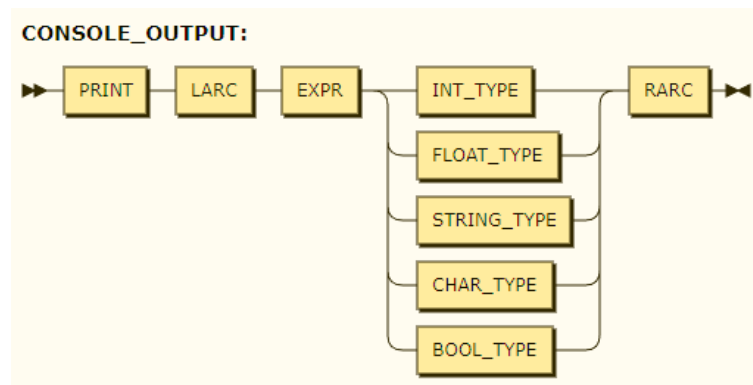 CONSOLE_OUTPUT:
PRINT LARC EXPR INT_TYPE RARC
FLOAT_TYPE
STRING_TYPE
CHAR_TYPE
BOOL_TYPE